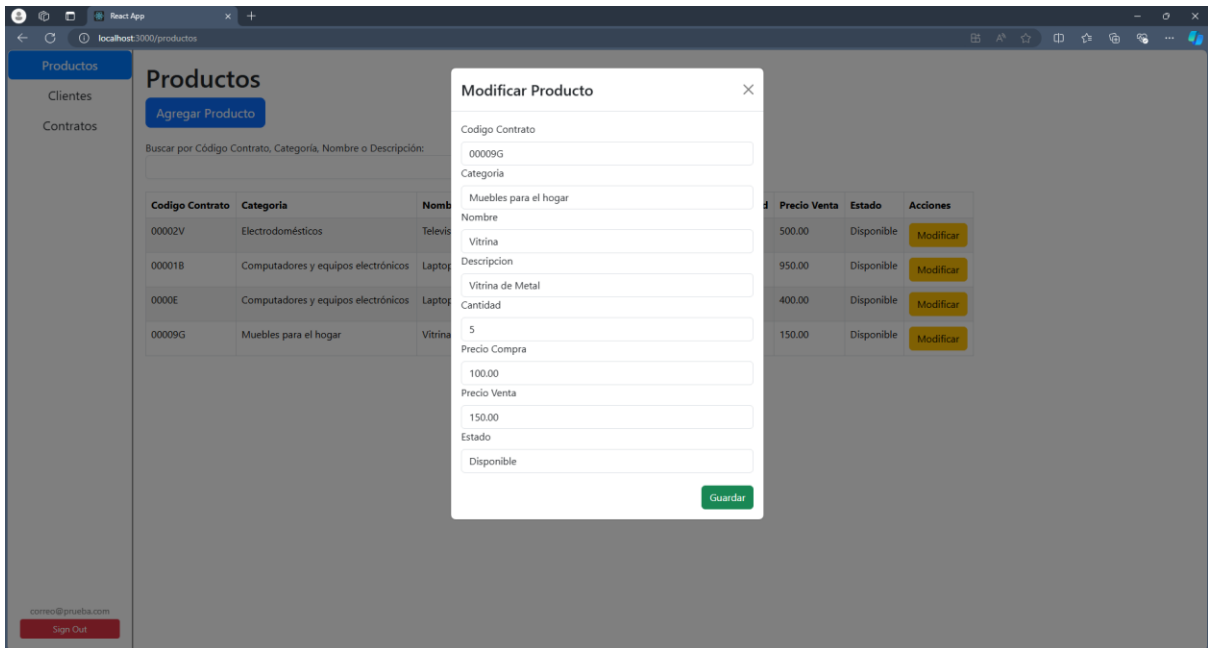 React App
localhost:3000/productos
Productos
Clientes
Contratos
correo@prueba.com
Sign Out
Productos
Agregar Producto
Buscar por Código Contrato, Categoría, Nombre o Descripción:
Codigo Contrato Categoria Precio Venta Estado Acciones
00002V Electrodomésticos 500.00 Disponible Modificar
00001B Computadores y equipos electrónicos 950.00 Disponible Modificar
0000E Computadores y equipos electrónicos 400.00 Disponible Modificar
00009G Muebles para el hogar Vitrina 150.00 Disponible Modificar
Modificar Producto
Codigo Contrato
00009G
Categoria
Muebles para el hogar
Nombre
Vitrina
Descripcion
Vitrina de Metal
Cantidad
5
Precio Compra
100.00
Precio Venta
150.00
Estado
Disponible
Guardar